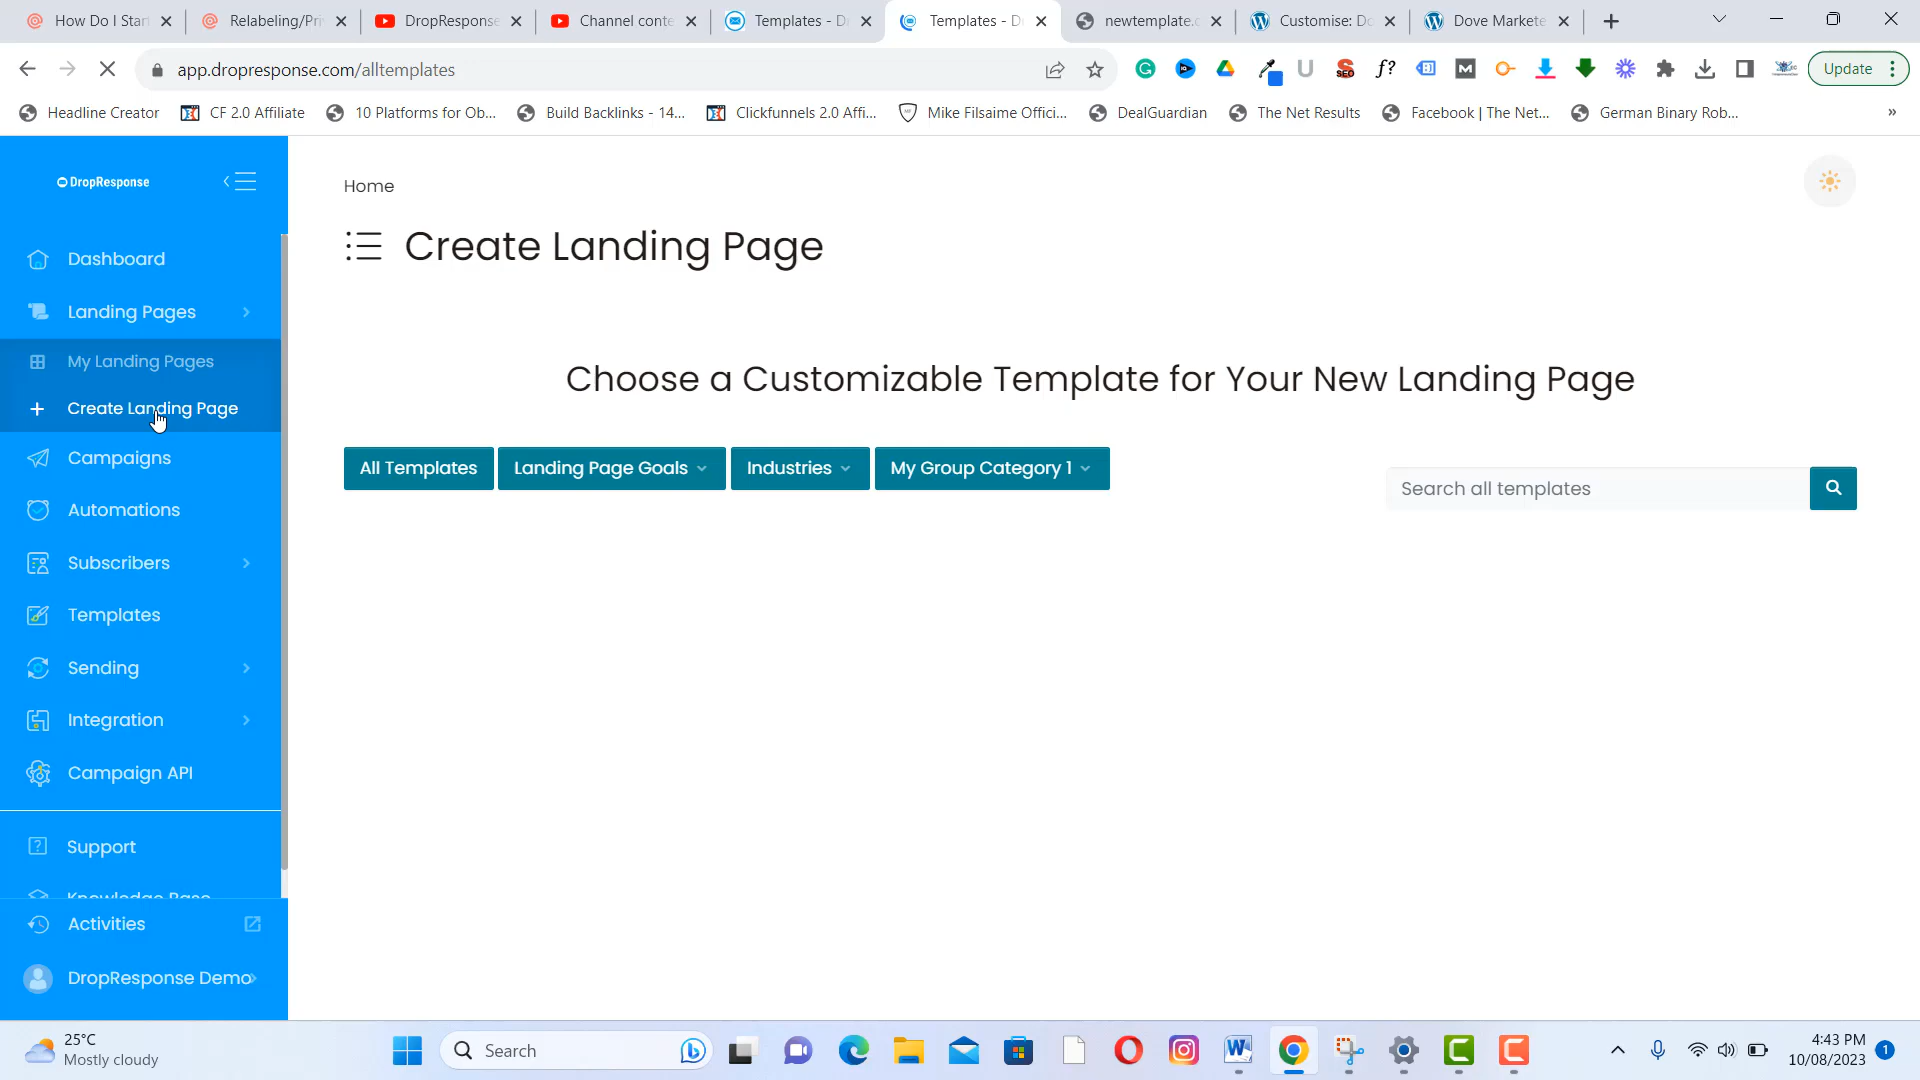 How Do I Star
Relabeling/Pri
DropResponse
Channel conte
Templates - D
Templates - D
newtemplate.c
Customise: Do
Dove Markete
app.dropresponse.com/alltemplates
Update
Headline Creator
CF 2.0 Affiliate
10 Platforms for Ob...
Build Backlinks - 14...
Clickfunnels 2.0 Affi...
Mike Filsaime Offici...
DealGuardian
The Net Results
Facebook | The Net...
German Binary Rob...
»
DropResponse
Home
Create Landing Page
Dashboard
Landing Pages
My Landing Pages
Create Landing Page
Campaigns
Automations
Subscribers
Templates
Sending
Integration
Campaign API
Support
Knowledge Base
Activities
DropResponse Demo
Choose a Customizable Template for Your New Landing Page
All Templates
Landing Page Goals
Industries
My Group Category 1
Search all templates
25°C
Mostly cloudy
Search
4:43 PM
10/08/2023
1